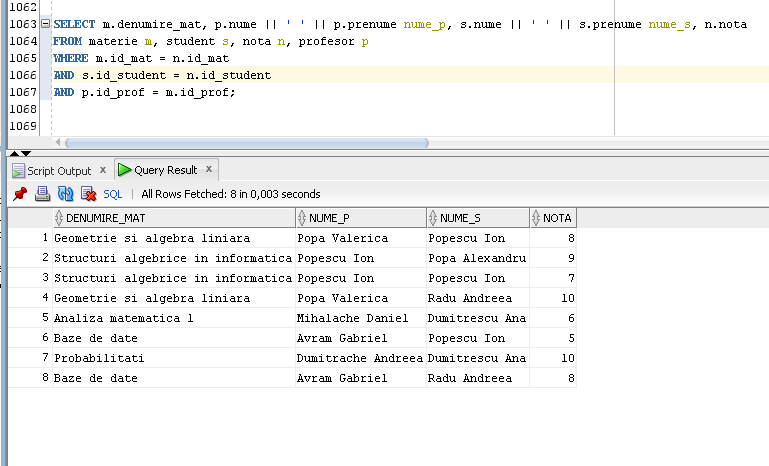 1062
1063 SELECT m.denumire_mat, p.nume || ' ' || p.prenume nume_p, s.nume || ' ' || s.prenume nume_s, n.nota
1064 FROM materie m, student s, nota n, profesor p
1065 WHERE m.id_mat = n.id_mat
1066 AND s.id_student = n.id_student
1067 AND p.id_prof = m.id_prof;
1068
1069
Script Output x Query Result x
SQL | All Rows Fetched: 8 in 0,003 seconds
DENUMIRE_MAT NUME_P NUME_S NOTA
1 Geometrie si algebra liniara Popa Valerica Popescu Ion 8
2 Structuri algebrice in informatica Popescu Ion Popa Alexandru 9
3 Structuri algebrice in informatica Popescu Ion Popescu Ion 7
4 Geometrie si algebra liniara Popa Valerica Radu Andreea 10
5 Analiza matematica 1 Mihalache Daniel Dumitrescu Ana 6
6 Baze de date Avram Gabriel Popescu Ion 5
7 Probabilitati Dumitrache Andreea Dumitrescu Ana 10
8 Baze de date Avram Gabriel Radu Andreea 8